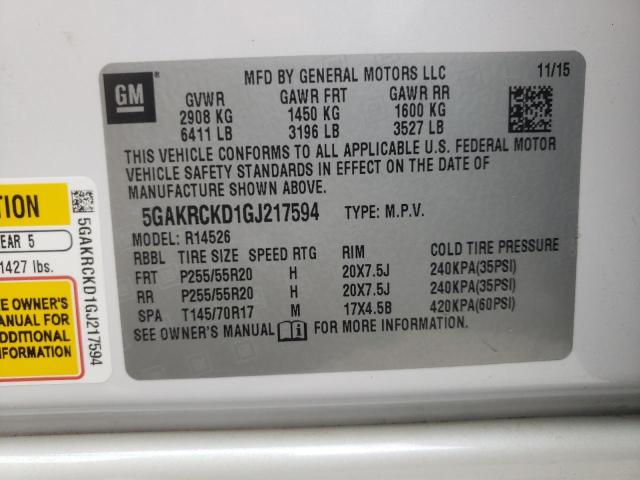 GM
MFD BY GENERAL MOTORS LLC 11/15
GVWR GAWR FRT GAWR RR
2908 KG 1450 KG 1600 KG
6411 LB 3196 LB 3527 LB
THIS VEHICLE CONFORMS TO ALL APPLICABLE U.S. FEDERAL MOTOR
VEHICLE SAFETY STANDARDS IN EFFECT ON THE DATE OF
MANUFACTURE SHOWN ABOVE.
5GAKRCKD1GJ217594 TYPE: M.P.V.
MODEL: R14526
RBBL TIRE SIZE SPEED RTG RIM COLD TIRE PRESSURE
FRT P255/55R20 H 20X7.5J 240KPA(35PSI)
RR P255/55R20 H 20X7.5J 240KPA(35PSI)
SPA T145/70R17 M 17X4.5B 420KPA(60PSI)
SEE OWNER'S MANUAL FOR MORE INFORMATION.
TION
EAR 5
1427 lbs.
E OWNER'S
ANUAL FOR
ADDITIONAL
FORMATION
5GAKRCKD1GJ217594